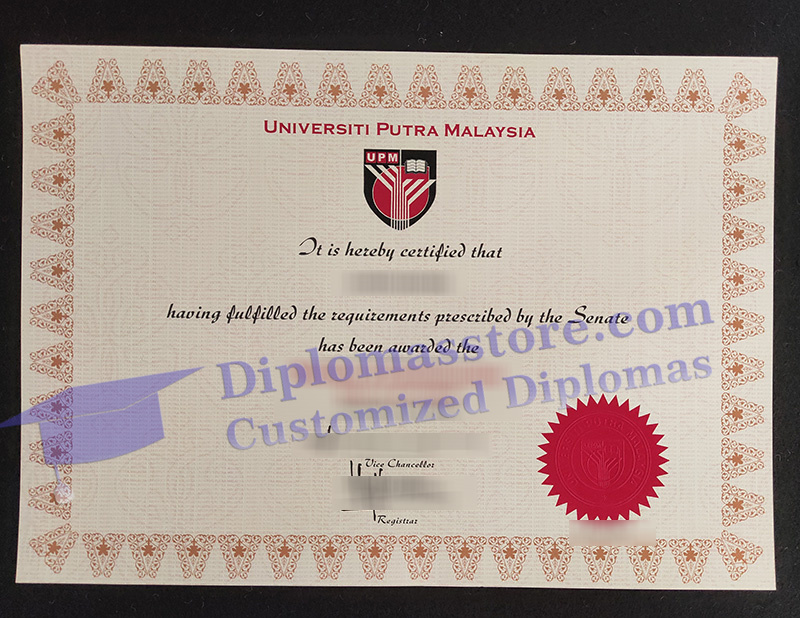 UNIVERSITI PUTRA MALAYSIA
UPM
It is hereby certified that
having fulfilled the requirements prescribed by the Senate
has been awarded the
Diplomasstore.com
Customized Diplomas
Vice Chancellor
Registrar